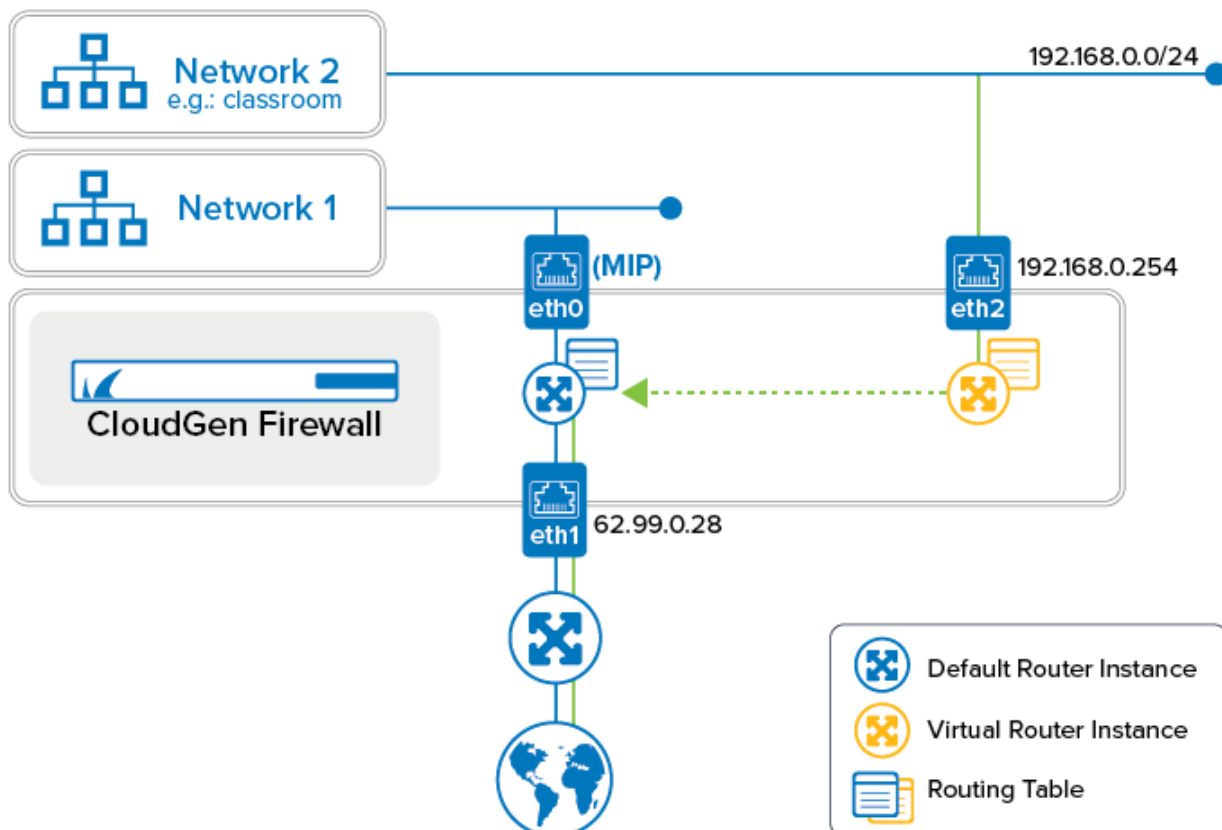 Network 2
e.g.: classroom
192.168.0.0/24
Network 1
(MIP)
eth0
192.168.0.254
eth2
CloudGen Firewall
eth1
62.99.0.28
Default Router Instance
Virtual Router Instance
Routing Table